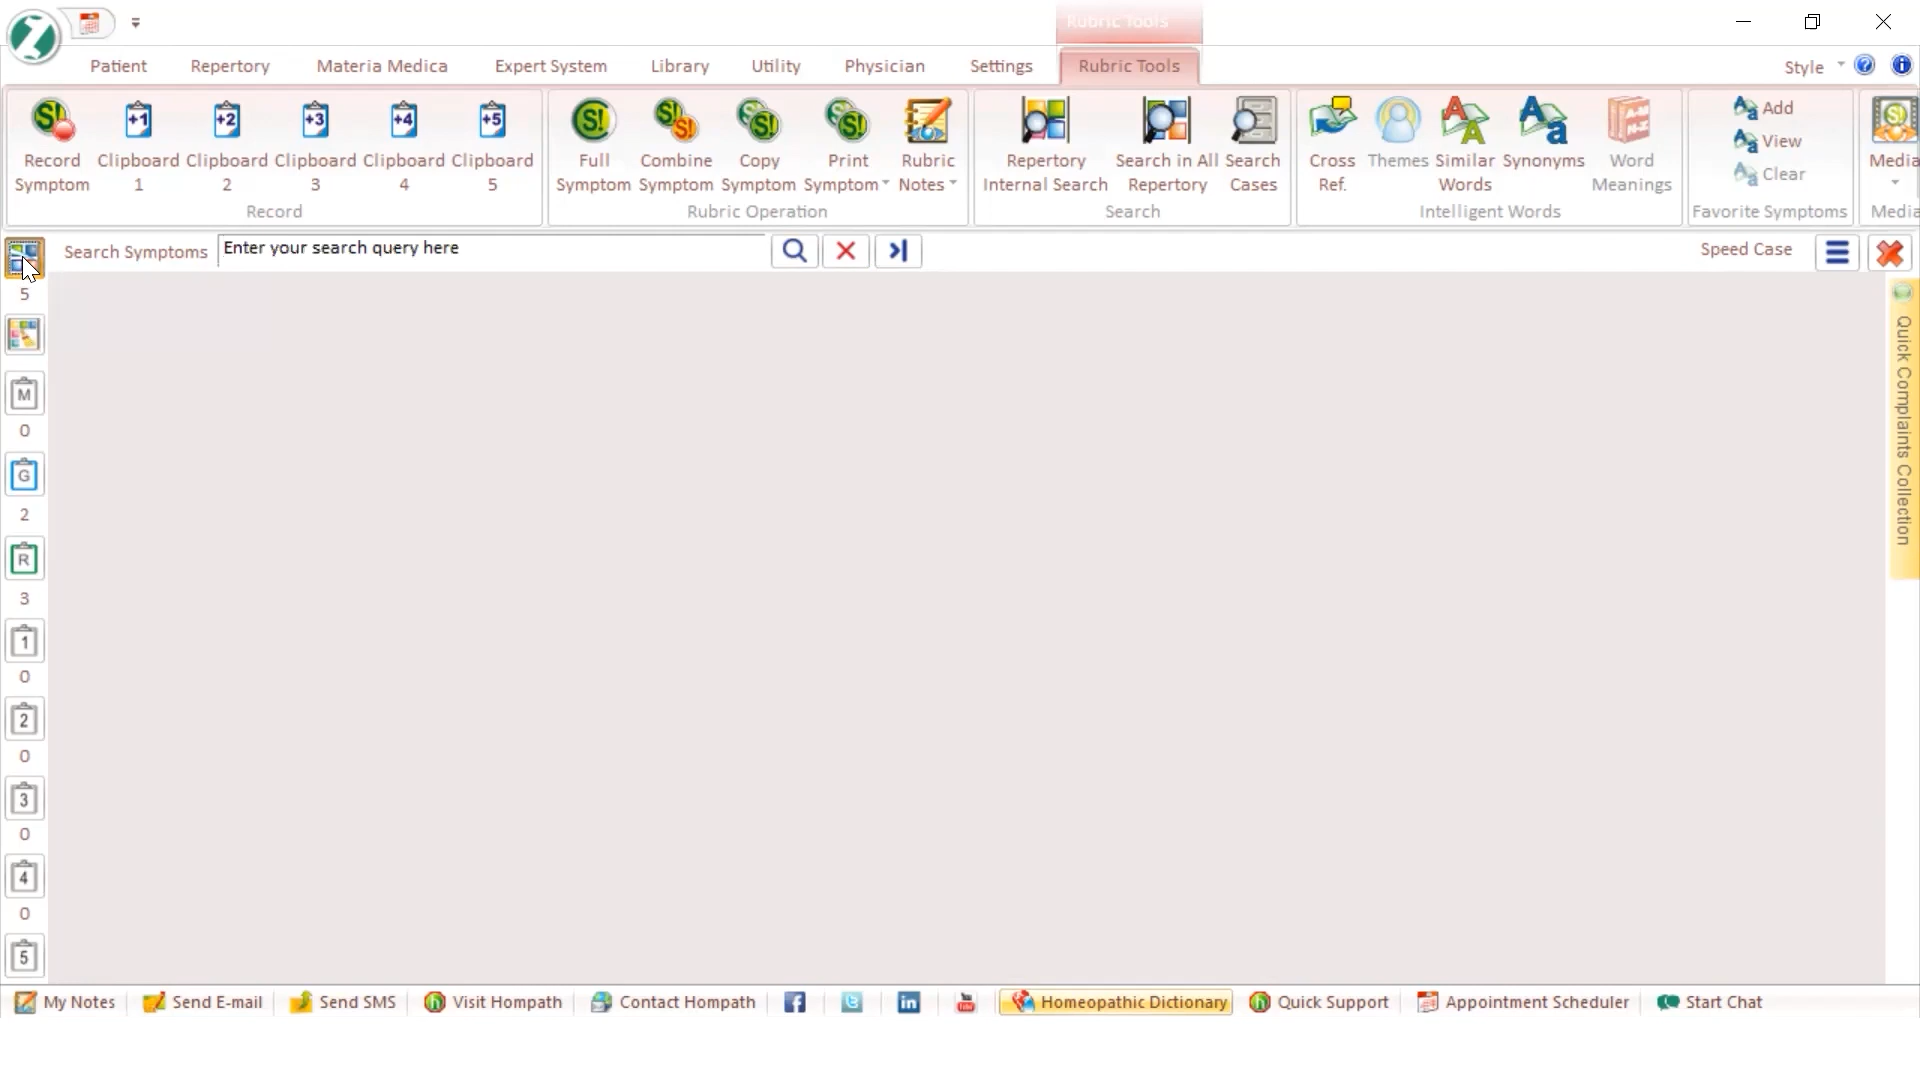 Rubric Tools
Patient Repertory Materia Medica Expert System Library Utility Physician Settings Rubric Tools Style
Record Symptom
Clipboard 1
Clipboard 2
Clipboard 3
Clipboard 4
Clipboard 5
Record
Full Symptom
Combine Symptom
Copy Symptom
Print Symptom
Rubric Notes
Rubric Operation
Repertory Internal Search
Search in All Repertory
Search Cases
Search
Cross Ref.
Themes
Similar Words
Synonyms
Word Meanings
Intelligent Words
Add
View
Clear
Favorite Symptoms
Media
Media
Search Symptoms Enter your search query here Speed Case
5
M
0
G
2
R
3
1
0
2
0
3
0
4
0
5
Quick Complaints Collection
My Notes Send E-mail Send SMS Visit Hompath Contact Hompath Homeopathic Dictionary Quick Support Appointment Scheduler Start Chat